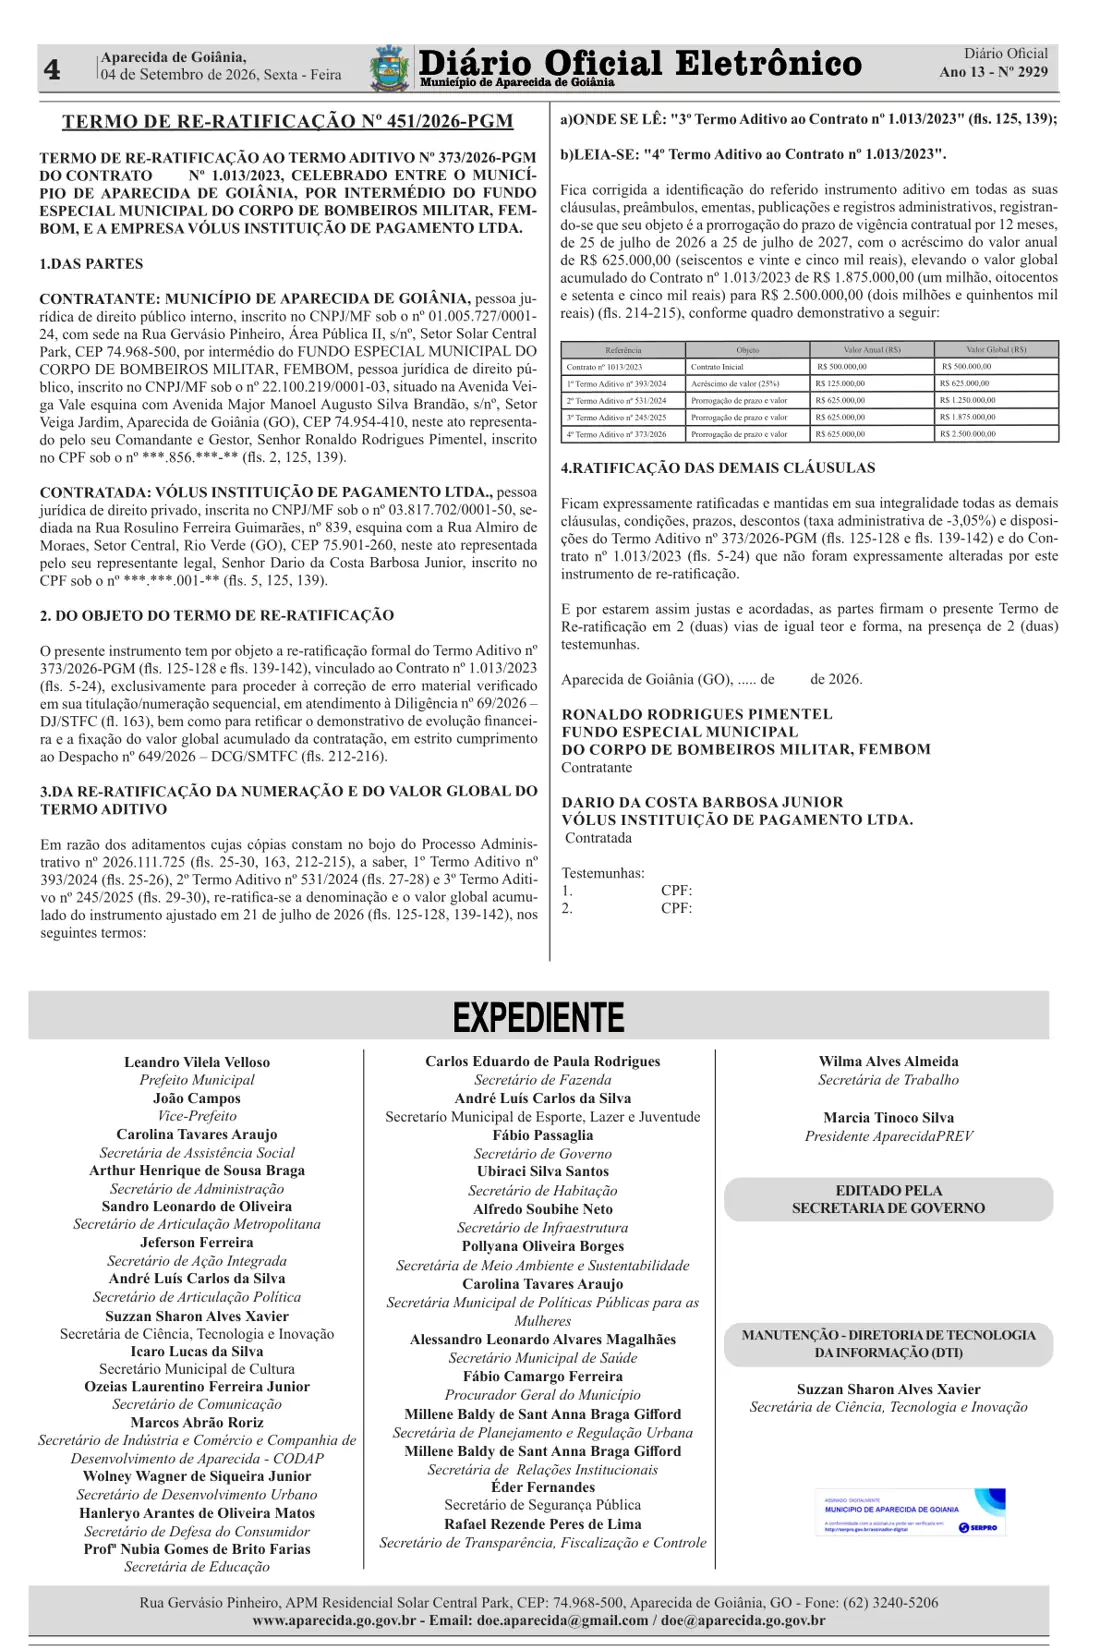 4
Aparecida de Goiânia,
04 de Setembro de 2026, Sexta - Feira
Diário Oficial Eletrônico
Município de Aparecida de Goiânia
Diário Oficial
Ano 13 - Nº 2929
TERMO DE RE-RATIFICAÇÃO Nº 451/2026-PGM
TERMO DE RE-RATIFICAÇÃO AO TERMO ADITIVO Nº 373/2026-PGM
DO CONTRATO Nº 1.013/2023, CELEBRADO ENTRE O MUNICÍ-
PIO DE APARECIDA DE GOIÂNIA, POR INTERMÉDIO DO FUNDO
ESPECIAL MUNICIPAL DO CORPO DE BOMBEIROS MILITAR, FEM-
BOM, E A EMPRESA VÓLUS INSTITUIÇÃO DE PAGAMENTO LTDA.
1.DAS PARTES
CONTRATANTE: MUNICÍPIO DE APARECIDA DE GOIÂNIA, pessoa ju-
rídica de direito público interno, inscrito no CNPJ/MF sob o nº 01.005.727/0001-
24, com sede na Rua Gervásio Pinheiro, Área Pública II, s/nº, Setor Solar Central
Park, CEP 74.968-500, por intermédio do FUNDO ESPECIAL MUNICIPAL DO
CORPO DE BOMBEIROS MILITAR, FEMBOM, pessoa jurídica de direito pú-
blico, inscrito no CNPJ/MF sob o nº 22.100.219/0001-03, situado na Avenida Vei-
ga Vale esquina com Avenida Major Manoel Augusto Silva Brandão, s/nº, Setor
Veiga Jardim, Aparecida de Goiânia (GO), CEP 74.954-410, neste ato representa-
do pelo seu Comandante e Gestor, Senhor Ronaldo Rodrigues Pimentel, inscrito
no CPF sob o nº ***.856.***-** (fls. 2, 125, 139).
CONTRATADA: VÓLUS INSTITUIÇÃO DE PAGAMENTO LTDA., pessoa
jurídica de direito privado, inscrita no CNPJ/MF sob o nº 03.817.702/0001-50, se-
diada na Rua Rosulino Ferreira Guimarães, nº 839, esquina com a Rua Almiro de
Moraes, Setor Central, Rio Verde (GO), CEP 75.901-260, neste ato representada
pelo seu representante legal, Senhor Dario da Costa Barbosa Junior, inscrito no
CPF sob o nº ***.***.001-** (fls. 5, 125, 139).
2. DO OBJETO DO TERMO DE RE-RATIFICAÇÃO
O presente instrumento tem por objeto a re-ratificação formal do Termo Aditivo nº
373/2026-PGM (fls. 125-128 e fls. 139-142), vinculado ao Contrato nº 1.013/2023
(fls. 5-24), exclusivamente para proceder à correção de erro material verificado
em sua titulação/numeração sequencial, em atendimento à Diligência nº 69/2026 –
DJ/STFC (fl. 163), bem como para retificar o demonstrativo de evolução financei-
ra e a fixação do valor global acumulado da contratação, em estrito cumprimento
ao Despacho nº 649/2026 – DCG/SMTFC (fls. 212-216).
3.DA RE-RATIFICAÇÃO DA NUMERAÇÃO E DO VALOR GLOBAL DO
TERMO ADITIVO
Em razão dos aditamentos cujas cópias constam no bojo do Processo Adminis-
trativo nº 2026.111.725 (fls. 25-30, 163, 212-215), a saber, 1º Termo Aditivo nº
393/2024 (fls. 25-26), 2º Termo Aditivo nº 531/2024 (fls. 27-28) e 3º Termo Aditi-
vo nº 245/2025 (fls. 29-30), re-ratifica-se a denominação e o valor global acumu-
lado do instrumento ajustado em 21 de julho de 2026 (fls. 125-128, 139-142), nos
seguintes termos:
a)ONDE SE LÊ: "3º Termo Aditivo ao Contrato nº 1.013/2023" (fls. 125, 139);
b)LEIA-SE: "4º Termo Aditivo ao Contrato nº 1.013/2023".
Fica corrigida a identificação do referido instrumento aditivo em todas as suas
cláusulas, preâmbulos, ementas, publicações e registros administrativos, registran-
do-se que seu objeto é a prorrogação do prazo de vigência contratual por 12 meses,
de 25 de julho de 2026 a 25 de julho de 2027, com o acréscimo do valor anual
de R$ 625.000,00 (seiscentos e vinte e cinco mil reais), elevando o valor global
acumulado do Contrato nº 1.013/2023 de R$ 1.875.000,00 (um milhão, oitocentos
e setenta e cinco mil reais) para R$ 2.500.000,00 (dois milhões e quinhentos mil
reais) (fls. 214-215), conforme quadro demonstrativo a seguir:
Referência Objeto Valor Anual (R$) Valor Global (R$)
Contrato nº 1013/2023 Contrato Inicial R$ 500.000,00 R$ 500.000,00
1º Termo Aditivo nº 393/2024 Acréscimo de valor (25%) R$ 125.000,00 R$ 625.000,00
2º Termo Aditivo nº 531/2024 Prorrogação de prazo e valor R$ 625.000,00 R$ 1.250.000,00
3º Termo Aditivo nº 245/2025 Prorrogação de prazo e valor R$ 625.000,00 R$ 1.875.000,00
4º Termo Aditivo nº 373/2026 Prorrogação de prazo e valor R$ 625.000,00 R$ 2.500.000,00
4.RATIFICAÇÃO DAS DEMAIS CLÁUSULAS
Ficam expressamente ratificadas e mantidas em sua integralidade todas as demais
cláusulas, condições, prazos, descontos (taxa administrativa de -3,05%) e disposi-
ções do Termo Aditivo nº 373/2026-PGM (fls. 125-128 e fls. 139-142) e do Con-
trato nº 1.013/2023 (fls. 5-24) que não foram expressamente alteradas por este
instrumento de re-ratificação.
E por estarem assim justas e acordadas, as partes firmam o presente Termo de
Re-ratificação em 2 (duas) vias de igual teor e forma, na presença de 2 (duas)
testemunhas.
Aparecida de Goiânia (GO), ..... de de 2026.
RONALDO RODRIGUES PIMENTEL
FUNDO ESPECIAL MUNICIPAL
DO CORPO DE BOMBEIROS MILITAR, FEMBOM
Contratante
DARIO DA COSTA BARBOSA JUNIOR
VÓLUS INSTITUIÇÃO DE PAGAMENTO LTDA.
Contratada
Testemunhas:
1. CPF:
2. CPF:
EXPEDIENTE
Leandro Vilela Velloso
Prefeito Municipal
João Campos
Vice-Prefeito
Carolina Tavares Araujo
Secretária de Assistência Social
Arthur Henrique de Sousa Braga
Secretário de Administração
Sandro Leonardo de Oliveira
Secretário de Articulação Metropolitana
Jeferson Ferreira
Secretário de Ação Integrada
André Luís Carlos da Silva
Secretário de Articulação Política
Suzzan Sharon Alves Xavier
Secretária de Ciência, Tecnologia e Inovação
Icaro Lucas da Silva
Secretário Municipal de Cultura
Ozeias Laurentino Ferreira Junior
Secretário de Comunicação
Marcos Abrão Roriz
Secretário de Indústria e Comércio e Companhia de
Desenvolvimento de Aparecida - CODAP
Wolney Wagner de Siqueira Junior
Secretário de Desenvolvimento Urbano
Hanleryo Arantes de Oliveira Matos
Secretário de Defesa do Consumidor
Profª Nubia Gomes de Brito Farias
Secretária de Educação
Carlos Eduardo de Paula Rodrigues
Secretário de Fazenda
André Luís Carlos da Silva
Secretario Municipal de Esporte, Lazer e Juventude
Fábio Passaglia
Secretário de Governo
Ubiraci Silva Santos
Secretário de Habitação
Alfredo Soubihe Neto
Secretário de Infraestrutura
Pollyana Oliveira Borges
Secretária de Meio Ambiente e Sustentabilidade
Carolina Tavares Araujo
Secretária Municipal de Políticas Públicas para as
Mulheres
Alessandro Leonardo Alvares Magalhães
Secretário Municipal de Saúde
Fábio Camargo Ferreira
Procurador Geral do Município
Millene Baldy de Sant Anna Braga Gifford
Secretária de Planejamento e Regulação Urbana
Millene Baldy de Sant Anna Braga Gifford
Secretária de Relações Institucionais
Éder Fernandes
Secretário de Segurança Pública
Rafael Rezende Peres de Lima
Secretário de Transparência, Fiscalização e Controle
Wilma Alves Almeida
Secretária de Trabalho
Marcia Tinoco Silva
Presidente AparecidaPREV
EDITADO PELA
SECRETARIA DE GOVERNO
MANUTENÇÃO - DIRETORIA DE TECNOLOGIA
DA INFORMAÇÃO (DTI)
Suzzan Sharon Alves Xavier
Secretária de Ciência, Tecnologia e Inovação
ASSINADO DIGITALMENTE
MUNICIPIO DE APARECIDA DE GOIANIA
A conformidade com a assinatura pode ser verificada em:
http://serpro.gov.br/assinador-digital
SERPRO
Rua Gervásio Pinheiro, APM Residencial Solar Central Park, CEP: 74.968-500, Aparecida de Goiânia, GO - Fone: (62) 3240-5206
www.aparecida.go.gov.br - Email: doe.aparecida@gmail.com / doe@aparecida.go.gov.br